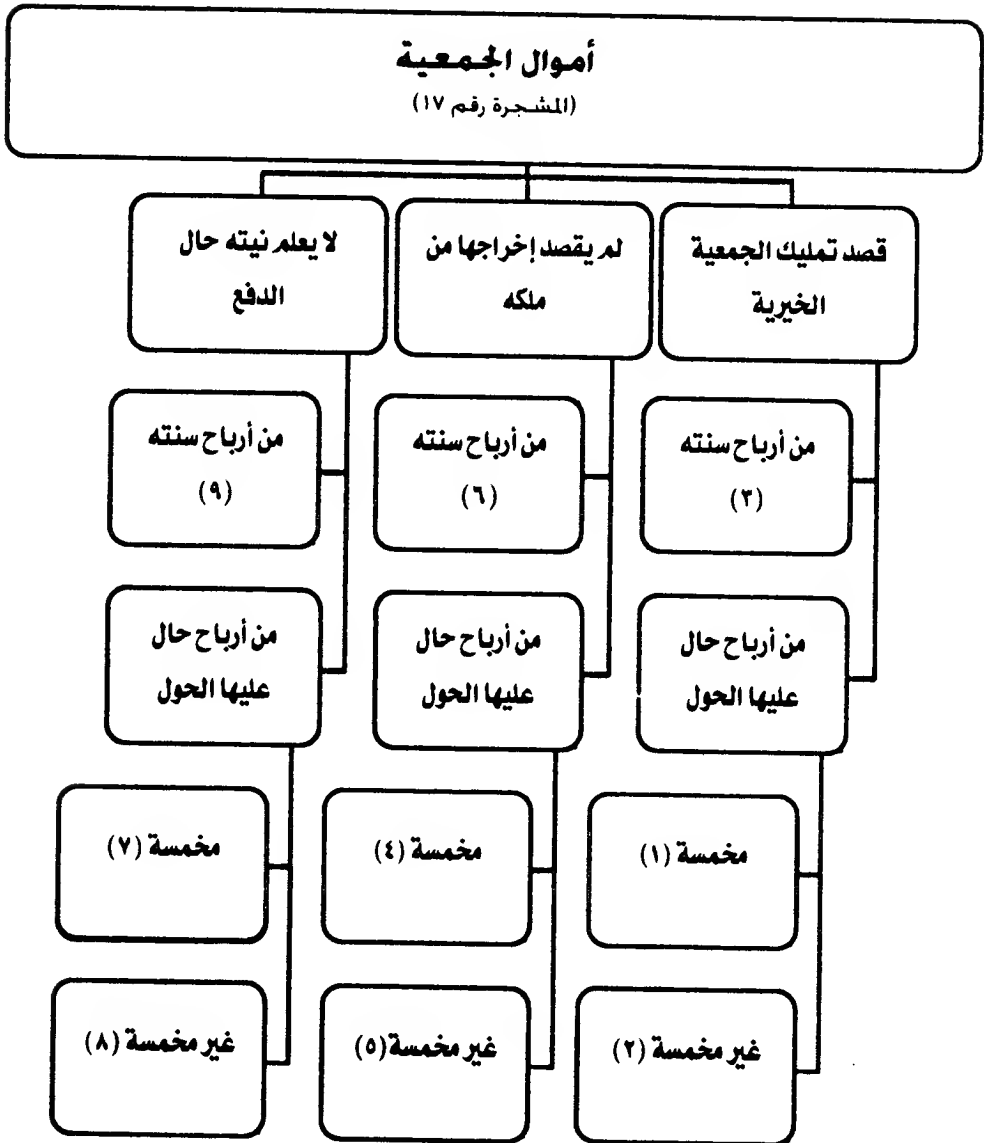 أموال الجمعية
(المشجرة رقم ١٧)
قصد تمليك الجمعية
الخيرية
لم يقصد إخراجها من
ملكه
لا يعلم نيته حال
الدفع
من أرباح سنته
(٣)
من أرباح سنته
(٦)
من أرباح سنته
(٩)
من أرباح حال
عليها الحول
من أرباح حال
عليها الحول
من أرباح حال
عليها الحول
مخمسة (١)
مخمسة (٤)
مخمسة (٧)
غير مخمسة (٢)
غير مخمسة(٥)
غير مخمسة (٨)